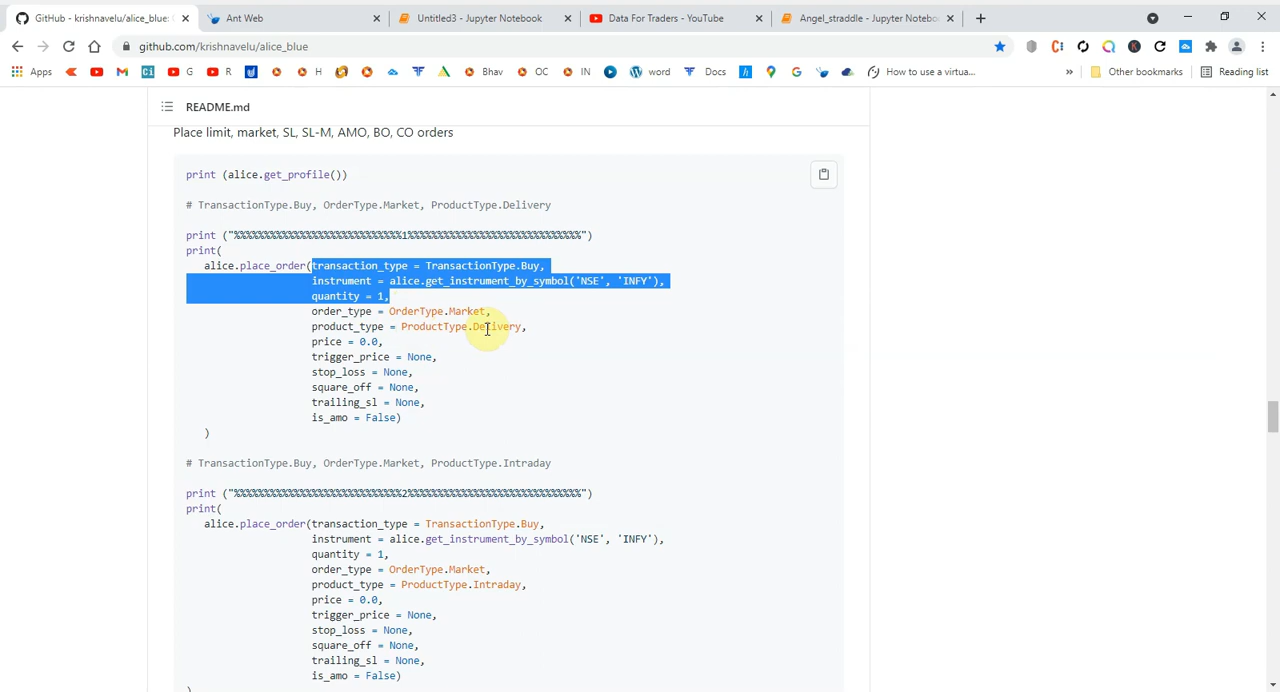 GitHub - krishnavelu/alice_blue:
Ant Web
Untitled3 - Jupyter Notebook
Data For Traders - YouTube
Angel_straddle - Jupyter Notebo
github.com/krishnavelu/alice_blue
Apps
G
R
H
Bhav
OC
IN
word
Docs
How to use a virtua...
»
Other bookmarks
Reading list
README.md
Place limit, market, SL, SL-M, AMO, BO, CO orders
print (alice.get_profile())
# TransactionType.Buy, OrderType.Market, ProductType.Delivery
print ("%%%%%%%%%%%%%%%%%%%%%%%%%%%%1%%%%%%%%%%%%%%%%%%%%%%%%%%%%%")
print(
alice.place_order(transaction_type = TransactionType.Buy,
instrument = alice.get_instrument_by_symbol('NSE', 'INFY'),
quantity = 1,
order_type = OrderType.Market,
product_type = ProductType.Delivery,
price = 0.0,
trigger_price = None,
stop_loss = None,
square_off = None,
trailing_sl = None,
is_amo = False)
)
# TransactionType.Buy, OrderType.Market, ProductType.Intraday
print ("%%%%%%%%%%%%%%%%%%%%%%%%%%%%2%%%%%%%%%%%%%%%%%%%%%%%%%%%%%")
print(
alice.place_order(transaction_type = TransactionType.Buy,
instrument = alice.get_instrument_by_symbol('NSE', 'INFY'),
quantity = 1,
order_type = OrderType.Market,
product_type = ProductType.Intraday,
price = 0.0,
trigger_price = None,
stop_loss = None,
square_off = None,
trailing_sl = None,
is_amo = False)
)